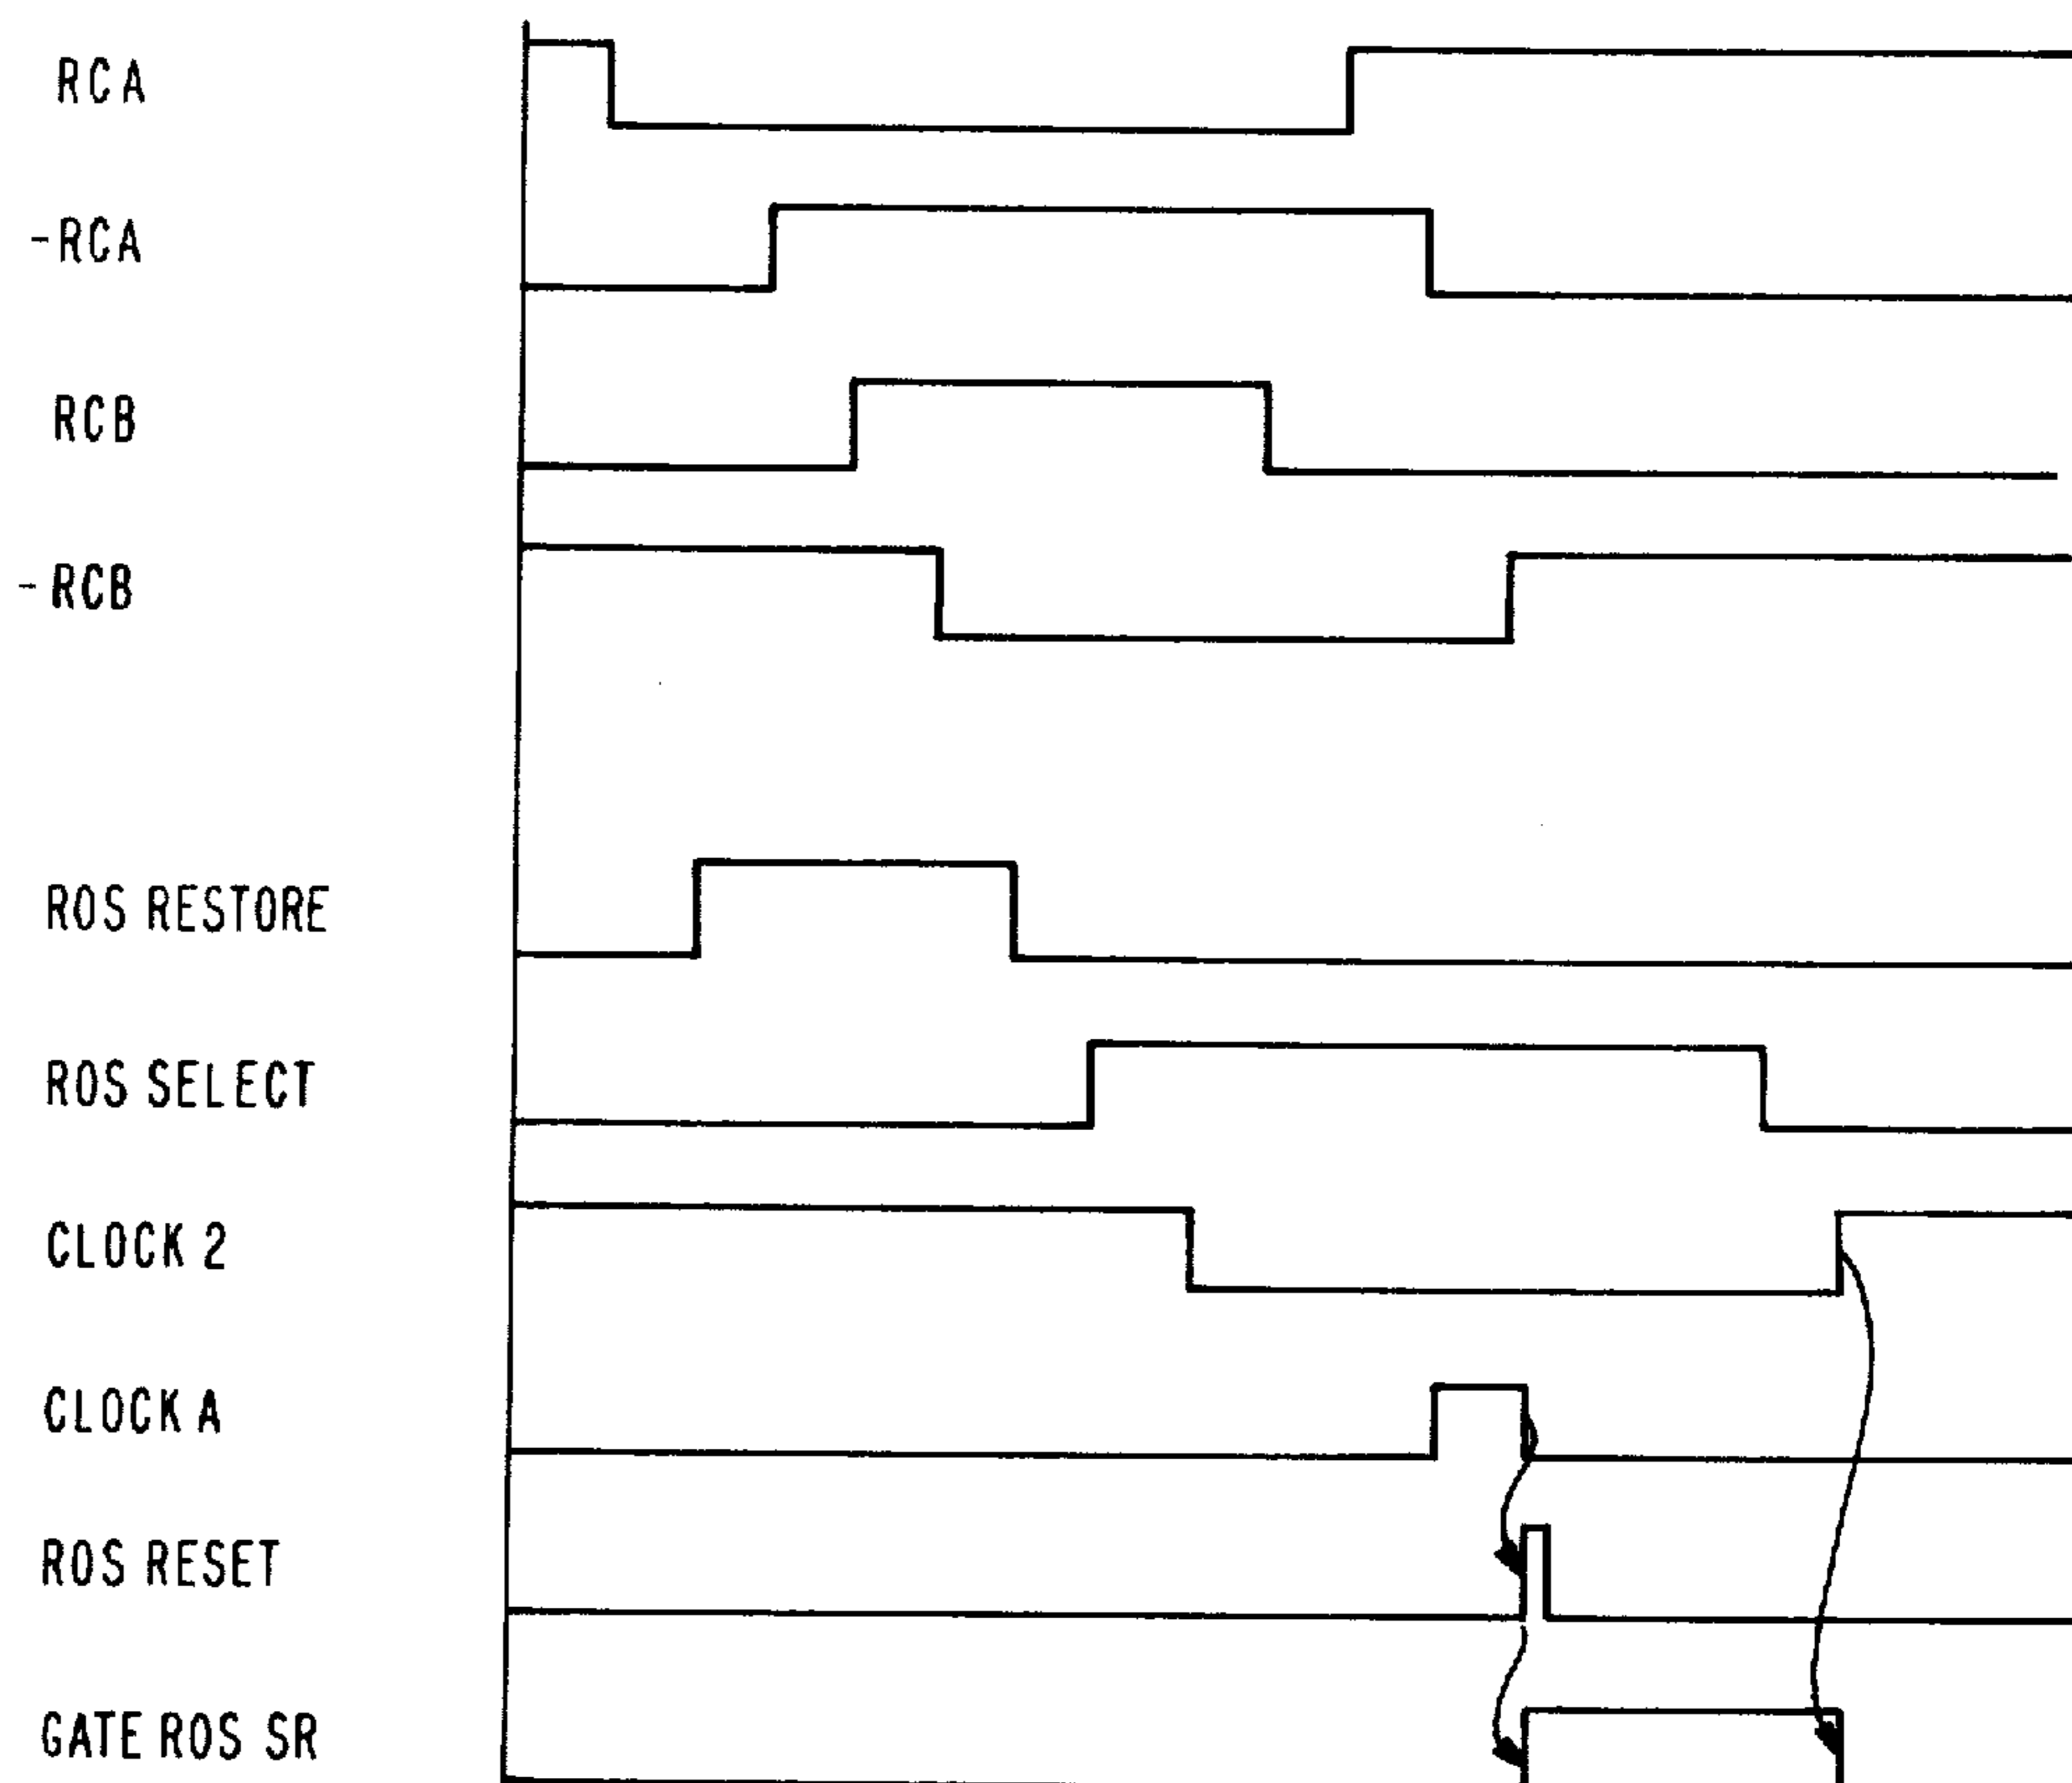 RCA
-RCA
RCB
-RCB
ROS RESTORE
ROS SELECT
CLOCK 2
CLOCK A
ROS RESET
GATE ROS SR